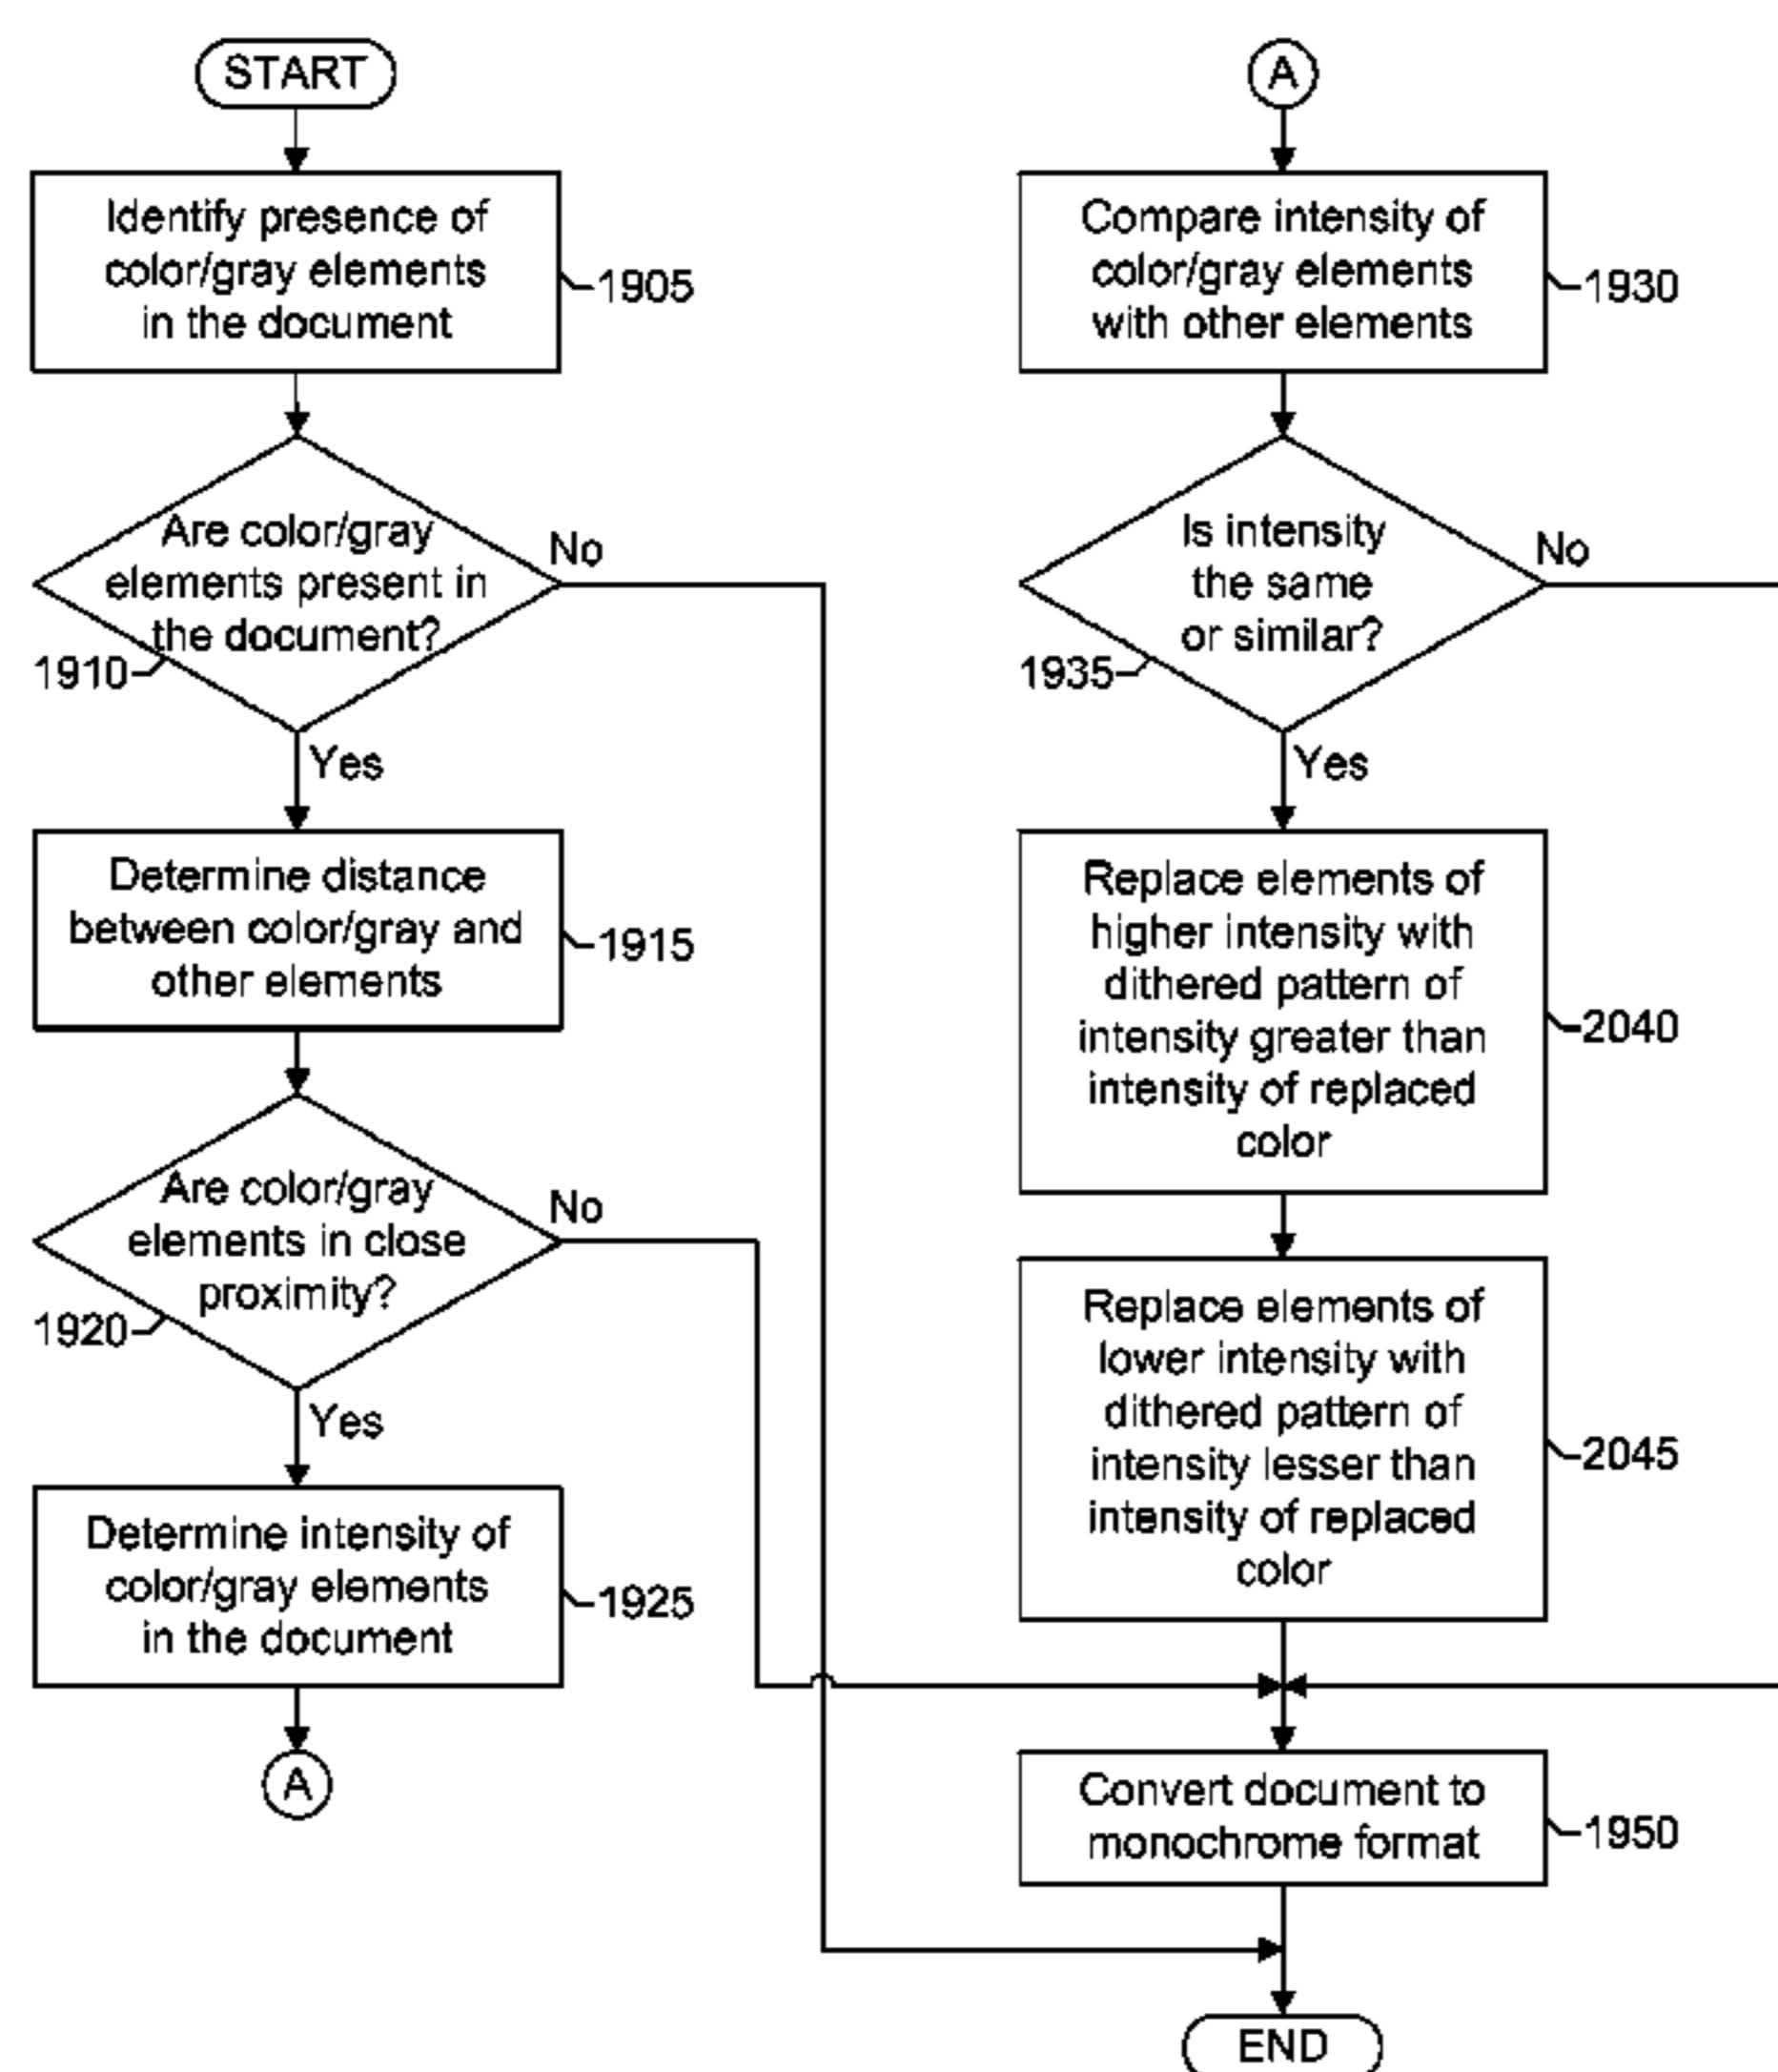 START
Identify presence of
color/gray elements
in the document
1905
Are color/gray
elements present in
the document?
No
1910
Yes
Determine distance
between color/gray and
other elements
1915
Are color/gray
elements in close
proximity?
No
1920
Yes
Determine intensity of
color/gray elements
in the document
1925
A
A
Compare intensity of
color/gray elements
with other elements
1930
Is intensity
the same
or similar?
No
1935
Yes
Replace elements of
higher intensity with
dithered pattern of
intensity greater than
intensity of replaced
color
2040
Replace elements of
lower intensity with
dithered pattern of
intensity lesser than
intensity of replaced
color
2045
Convert document to
monochrome format
1950
END